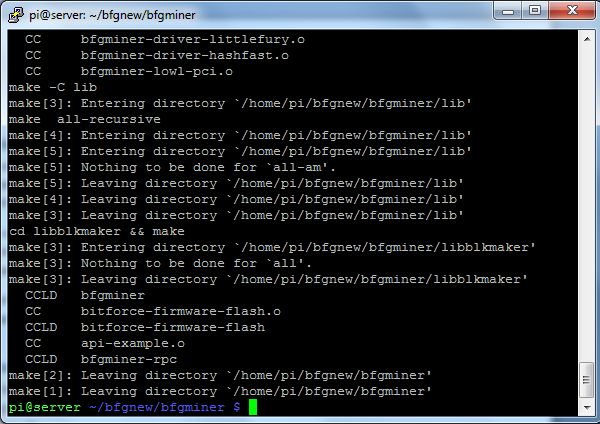 pi@server: ~/bfgnew/bfgminer
CC bfgminer-driver-littlefury.o
CC bfgminer-driver-hashfast.o
CC bfgminer-lowl-pci.o
make -C lib
make[3]: Entering directory `/home/pi/bfgnew/bfgminer/lib'
make  all-recursive
make[4]: Entering directory `/home/pi/bfgnew/bfgminer/lib'
make[5]: Entering directory `/home/pi/bfgnew/bfgminer/lib'
make[5]: Nothing to be done for `all-am'.
make[5]: Leaving directory `/home/pi/bfgnew/bfgminer/lib'
make[4]: Leaving directory `/home/pi/bfgnew/bfgminer/lib'
make[3]: Leaving directory `/home/pi/bfgnew/bfgminer/lib'
cd libblkmaker && make
make[3]: Entering directory `/home/pi/bfgnew/bfgminer/libblkmaker'
make[3]: Nothing to be done for `all'.
make[3]: Leaving directory `/home/pi/bfgnew/bfgminer/libblkmaker'
CCLD bfgminer
CC bitforce-firmware-flash.o
CCLD bitforce-firmware-flash
CC api-example.o
CCLD bfgminer-rpc
make[2]: Leaving directory `/home/pi/bfgnew/bfgminer'
make[1]: Leaving directory `/home/pi/bfgnew/bfgminer'
pi@server ~/bfgnew/bfgminer $